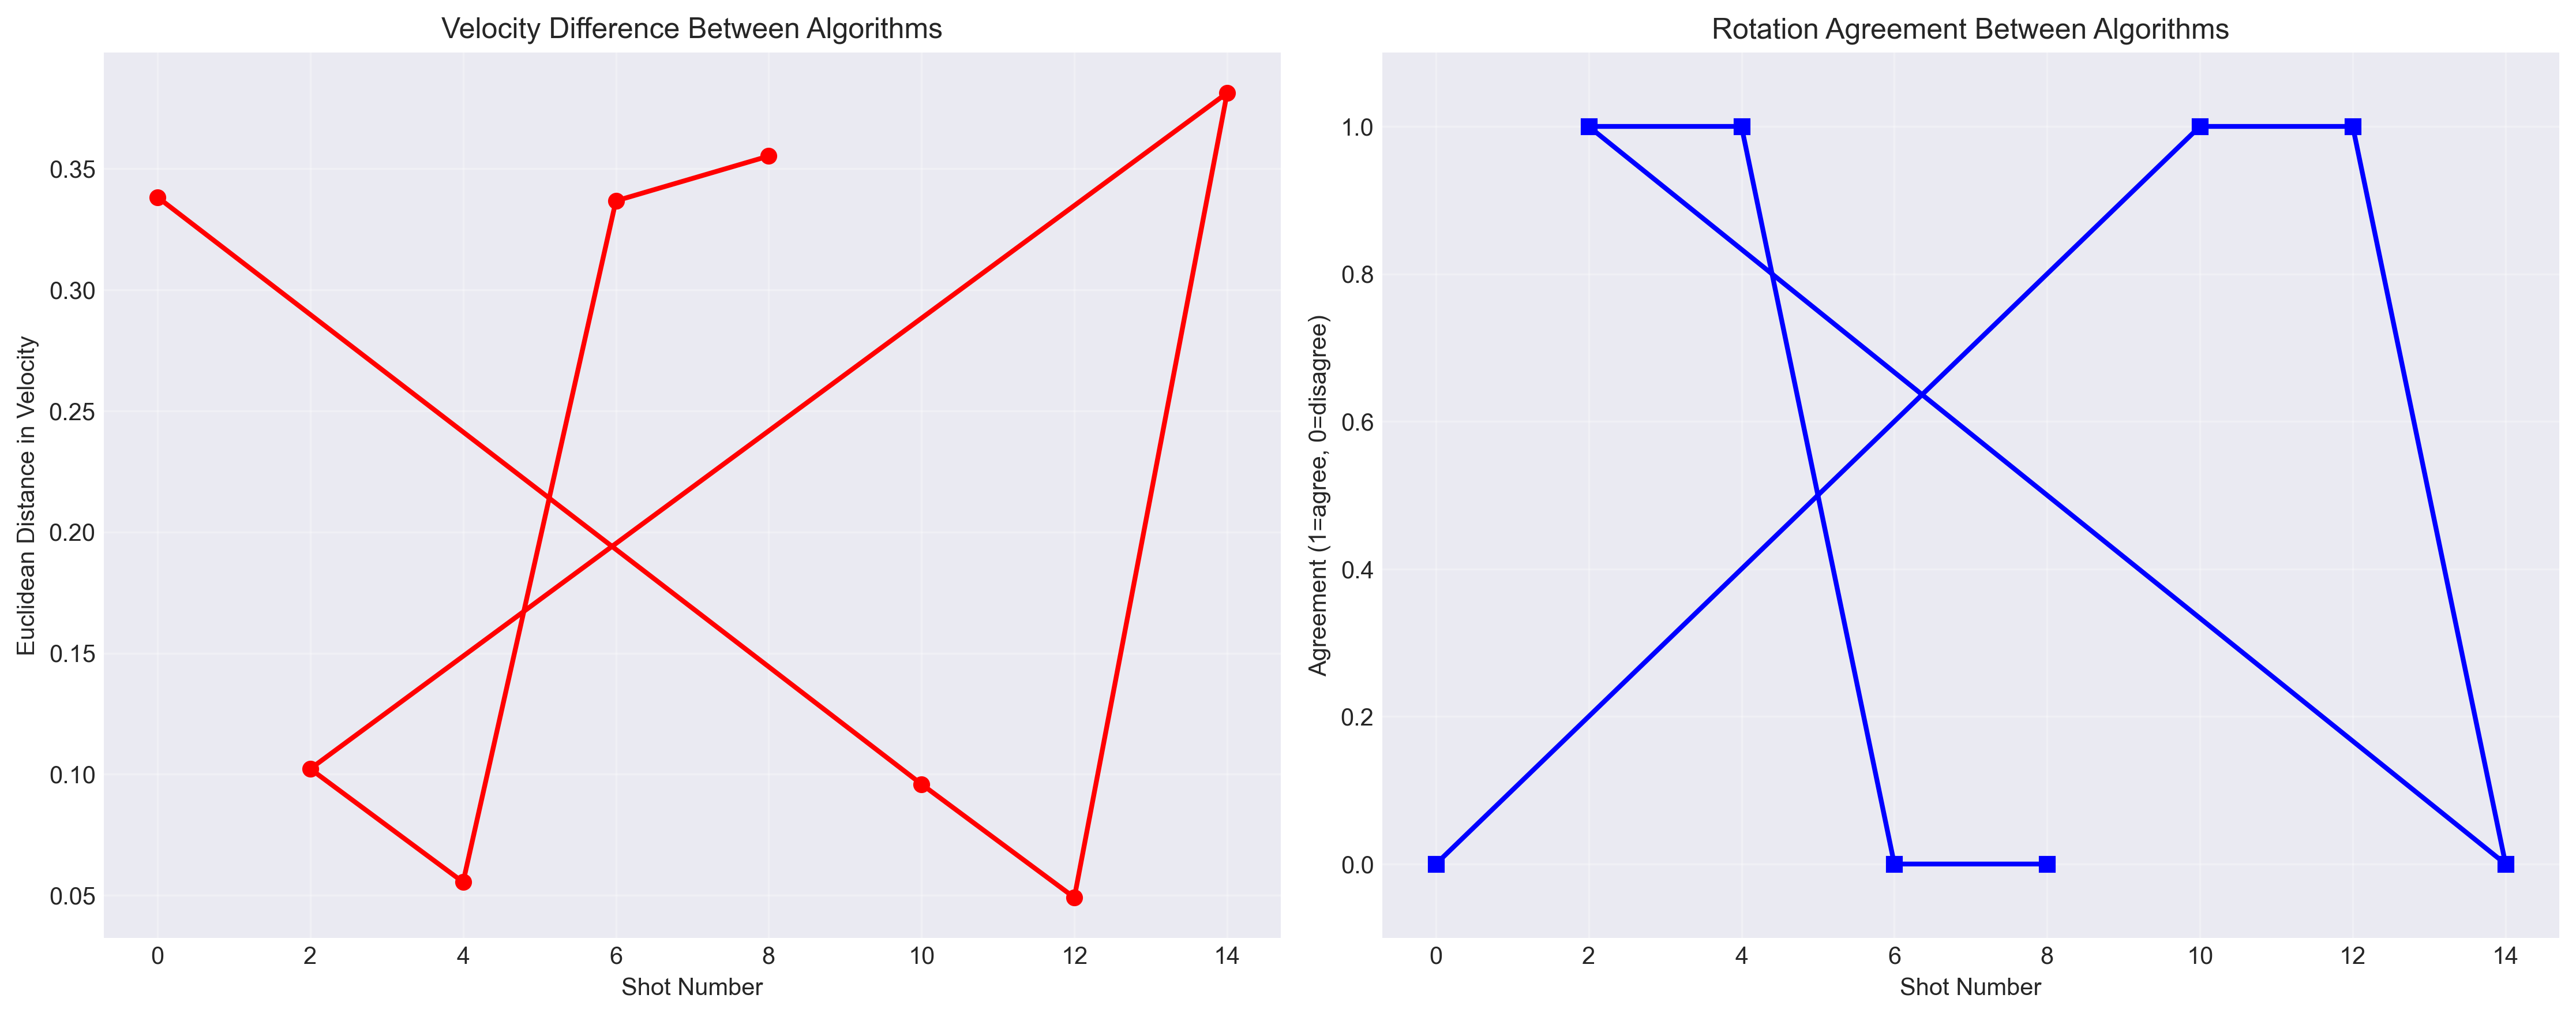 Velocity Difference Between Algorithms
Euclidean Distance in Velocity
0.35
0.30
0.25
0.20
0.15
0.10
0.05
0 2 4 6 8 10 12 14
Shot Number
Rotation Agreement Between Algorithms
Agreement (1=agree, 0=disagree)
1.0
0.8
0.6
0.4
0.2
0.0
0 2 4 6 8 10 12 14
Shot Number